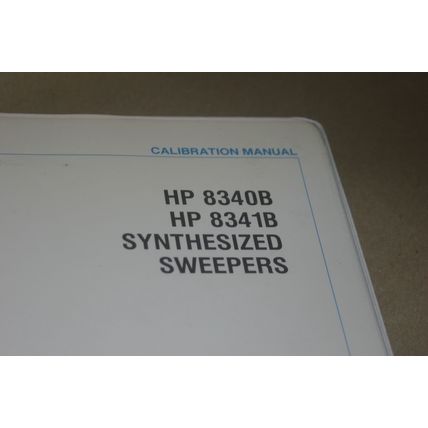 CALIBRATION MANUAL
HP 8340B
HP 8341B
SYNTHESIZED
SWEEPERS